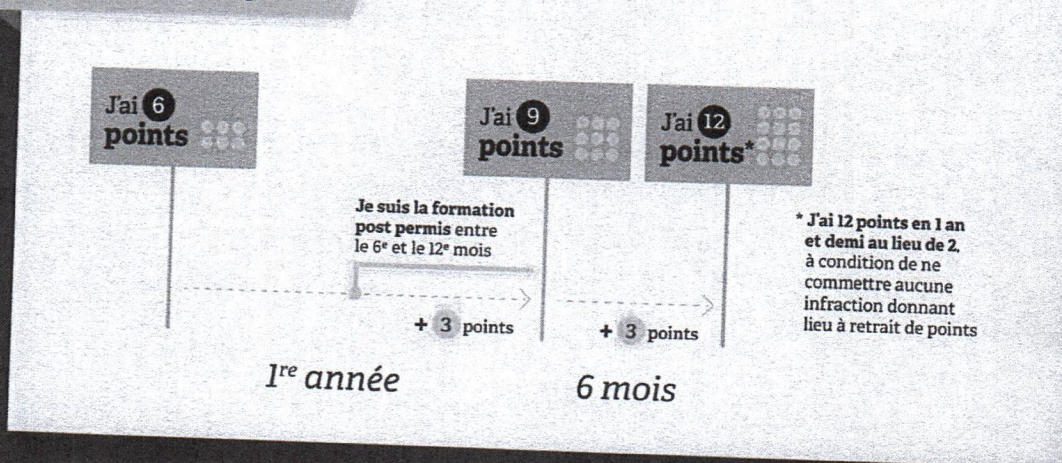 J'ai 6
points
J'ai 9
points
J'ai 12
points*
Je suis la formation
post permis entre
le 6e et le 12e mois
+ 3 points
+ 3 points
* J'ai 12 points en 1 an
et demi au lieu de 2,
à condition de ne
commettre aucune
infraction donnant
lieu à retrait de points
1re année
6 mois